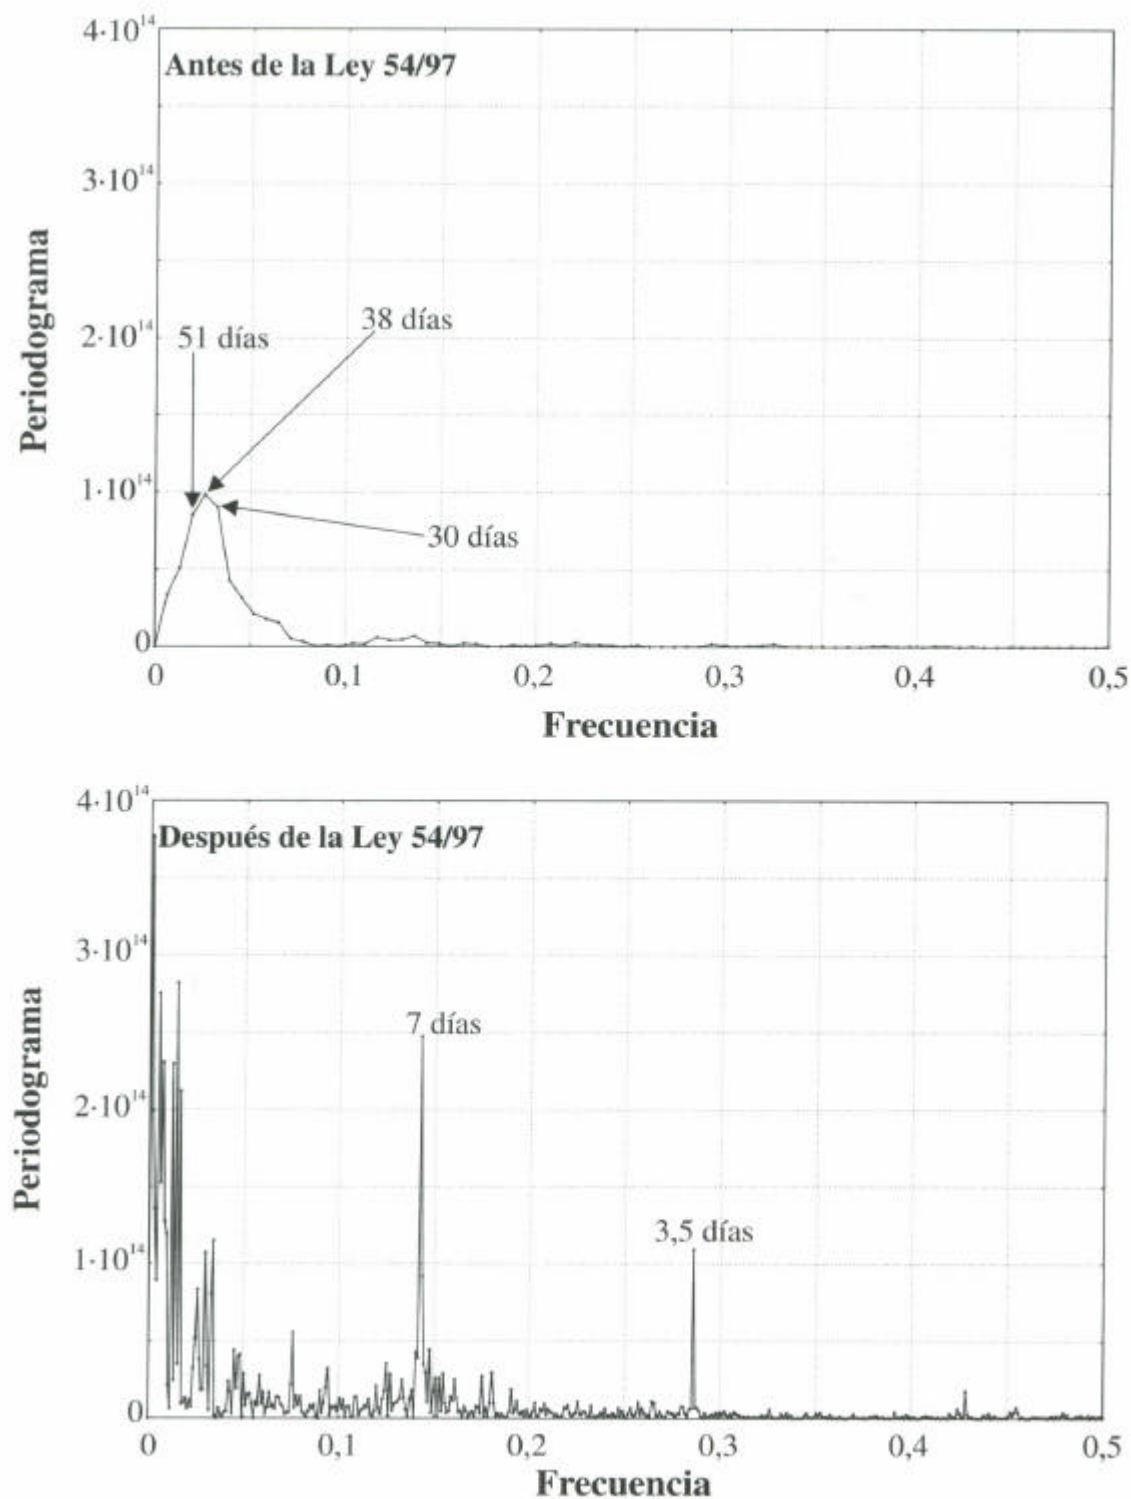 4·10¹⁴
Antes de la Ley 54/97
3·10¹⁴
Periodograma
2·10¹⁴
51 días
38 días
1·10¹⁴
30 días
0
0 0,1 0,2 0,3 0,4 0,5
Frecuencia
4·10¹⁴
Después de la Ley 54/97
3·10¹⁴
Periodograma
7 días
2·10¹⁴
3,5 días
1·10¹⁴
0
0 0,1 0,2 0,3 0,4 0,5
Frecuencia